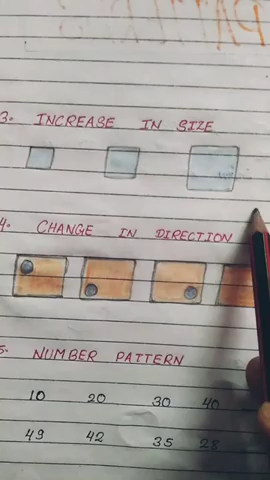 3. INCREASE IN SIZE
4. CHANGE IN DIRECTION
5. NUMBER PATTERN
10 20 30 40
49 42 35 28